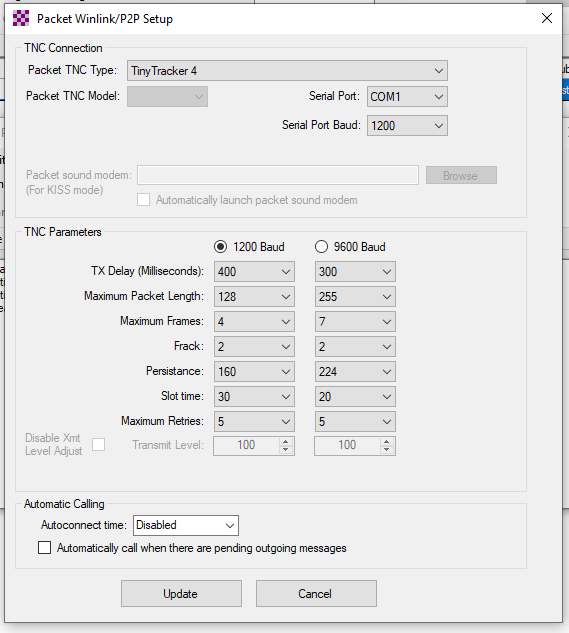 Packet Winlink/P2P Setup
TNC Connection
Packet TNC Type: TinyTracker 4
Packet TNC Model: Serial Port: COM1
Serial Port Baud: 1200
Packet sound modem:
(For KISS mode) Browse
Automatically launch packet sound modem
TNC Parameters
1200 Baud 9600 Baud
TX Delay (Milliseconds): 400 300
Maximum Packet Length: 128 255
Maximum Frames: 4 7
Frack: 2 2
Persistance: 160 224
Slot time: 30 20
Maximum Retries: 5 5
Disable Xmt
Level Adjust Transmit Level: 100 100
Automatic Calling
Autoconnect time: Disabled
Automatically call when there are pending outgoing messages
Update Cancel